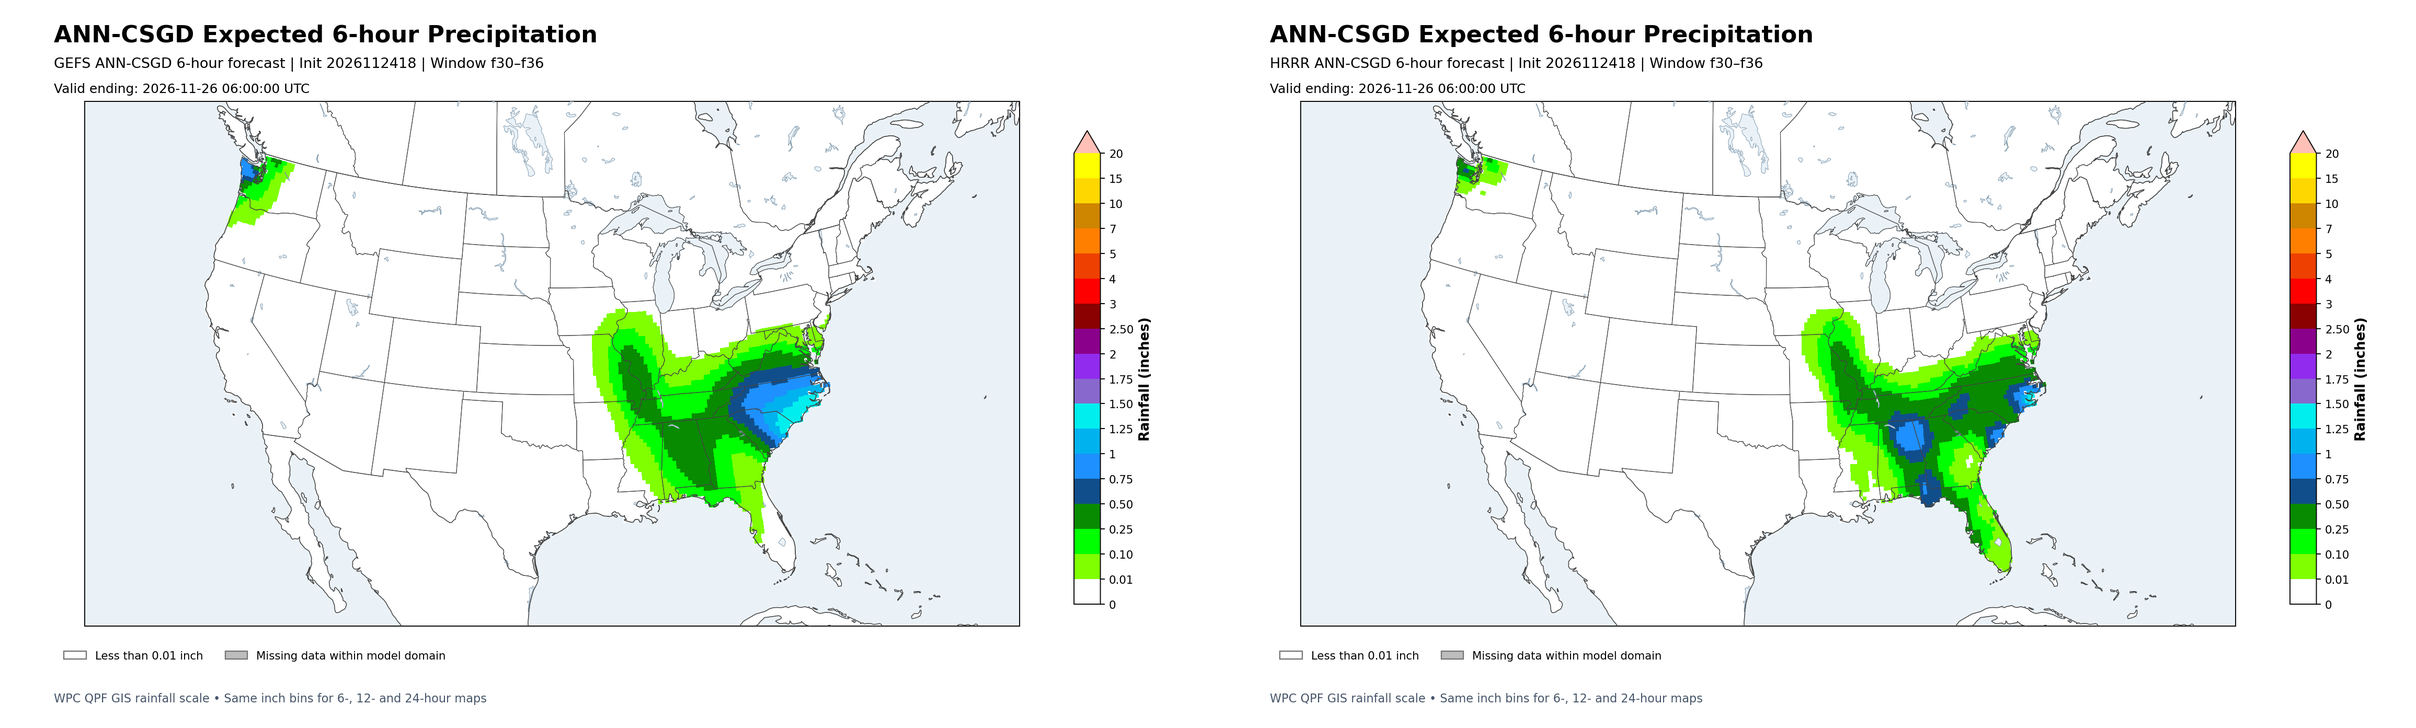 ANN-CSGD Expected 6-hour Precipitation
GEFS ANN-CSGD 6-hour forecast | Init 2026112418 | Window f30–f36
Valid ending: 2026-11-26 06:00:00 UTC
20
15
10
7
5
4
3
2.50
2
1.75
1.50
1.25
1
0.75
0.50
0.25
0.10
0.01
0
Rainfall (inches)
Less than 0.01 inch
Missing data within model domain
WPC QPF GIS rainfall scale • Same inch bins for 6-, 12- and 24-hour maps
ANN-CSGD Expected 6-hour Precipitation
HRRR ANN-CSGD 6-hour forecast | Init 2026112418 | Window f30–f36
Valid ending: 2026-11-26 06:00:00 UTC
20
15
10
7
5
4
3
2.50
2
1.75
1.50
1.25
1
0.75
0.50
0.25
0.10
0.01
0
Rainfall (inches)
Less than 0.01 inch
Missing data within model domain
WPC QPF GIS rainfall scale • Same inch bins for 6-, 12- and 24-hour maps